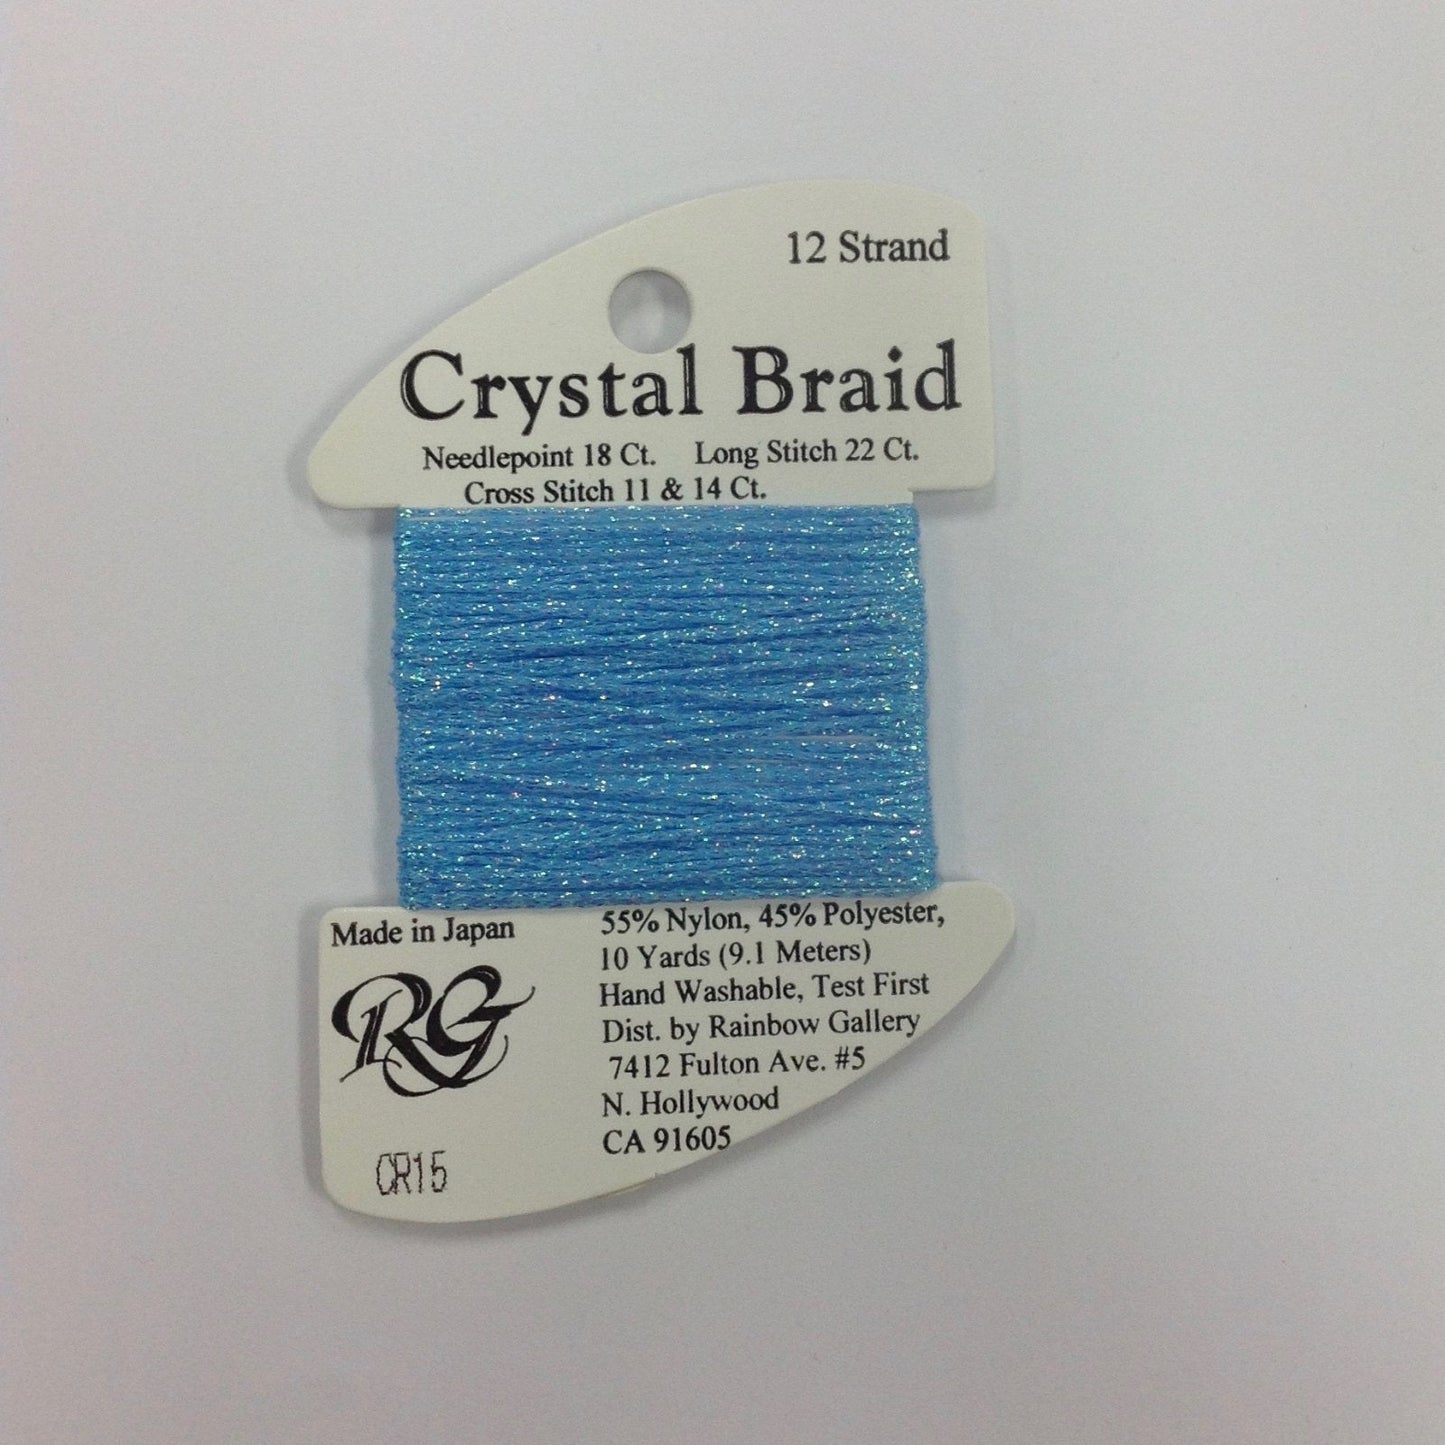 12 Strand
Crystal Braid
Needlepoint 18 Ct. Long Stitch 22 Ct.
Cross Stitch 11 & 14 Ct.
Made in Japan
RG
CR15
55% Nylon, 45% Polyester,
10 Yards (9.1 Meters)
Hand Washable, Test First
Dist. by Rainbow Gallery
7412 Fulton Ave. #5
N. Hollywood
CA 91605